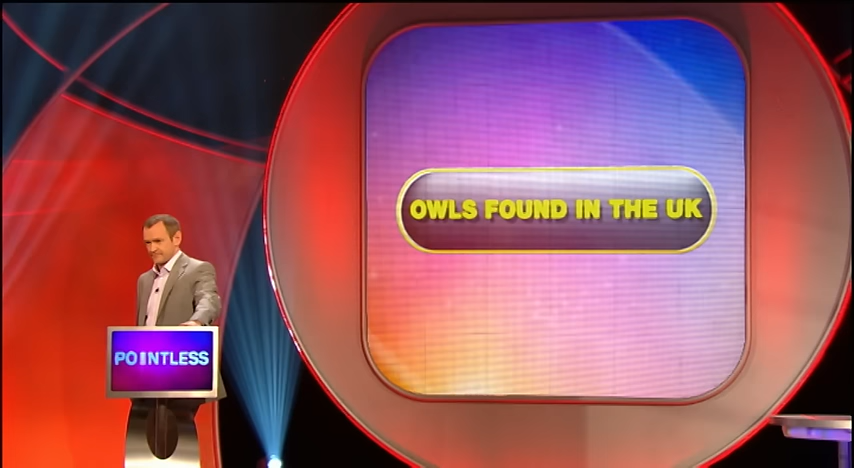 OWLS FOUND IN THE UK
POINTLESS